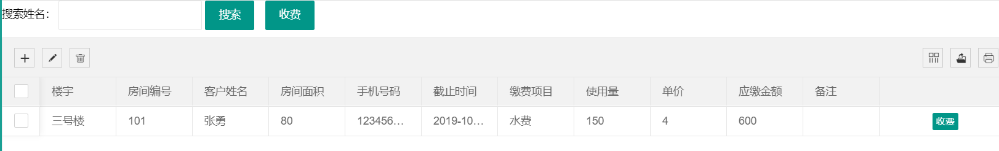 搜索姓名： 搜索 收费
楼宇 房间编号 客户姓名 房间面积 手机号码 截止时间 缴费项目 使用量 单价 应缴金额 备注
三号楼 101 张勇 80 123456... 2019-10... 水费 150 4 600 收费